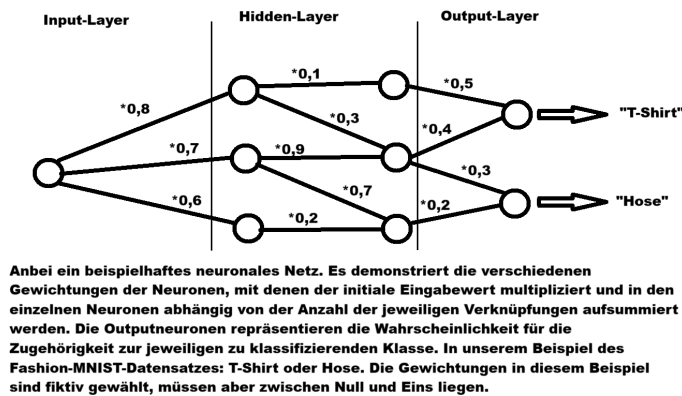 Input-Layer
Hidden-Layer
Output-Layer
*0,8
*0,7
*0,6
*0,1
*0,3
*0,9
*0,7
*0,2
*0,5
*0,4
*0,3
*0,2
"T-Shirt"
"Hose"
Anbei ein beispielhaftes neuronales Netz. Es demonstriert die verschiedenen
Gewichtungen der Neuronen, mit denen der initiale Eingabewert multipliziert und in den
einzelnen Neuronen abhängig von der Anzahl der jeweiligen Verknüpfungen aufsummiert
werden. Die Outputneuronen repräsentieren die Wahrscheinlichkeit für die
Zugehörigkeit zur jeweiligen zu klassifizierenden Klasse. In unserem Beispiel des
Fashion-MNIST-Datensatzes: T-Shirt oder Hose. Die Gewichtungen in diesem Beispiel
sind fiktiv gewählt, müssen aber zwischen Null und Eins liegen.